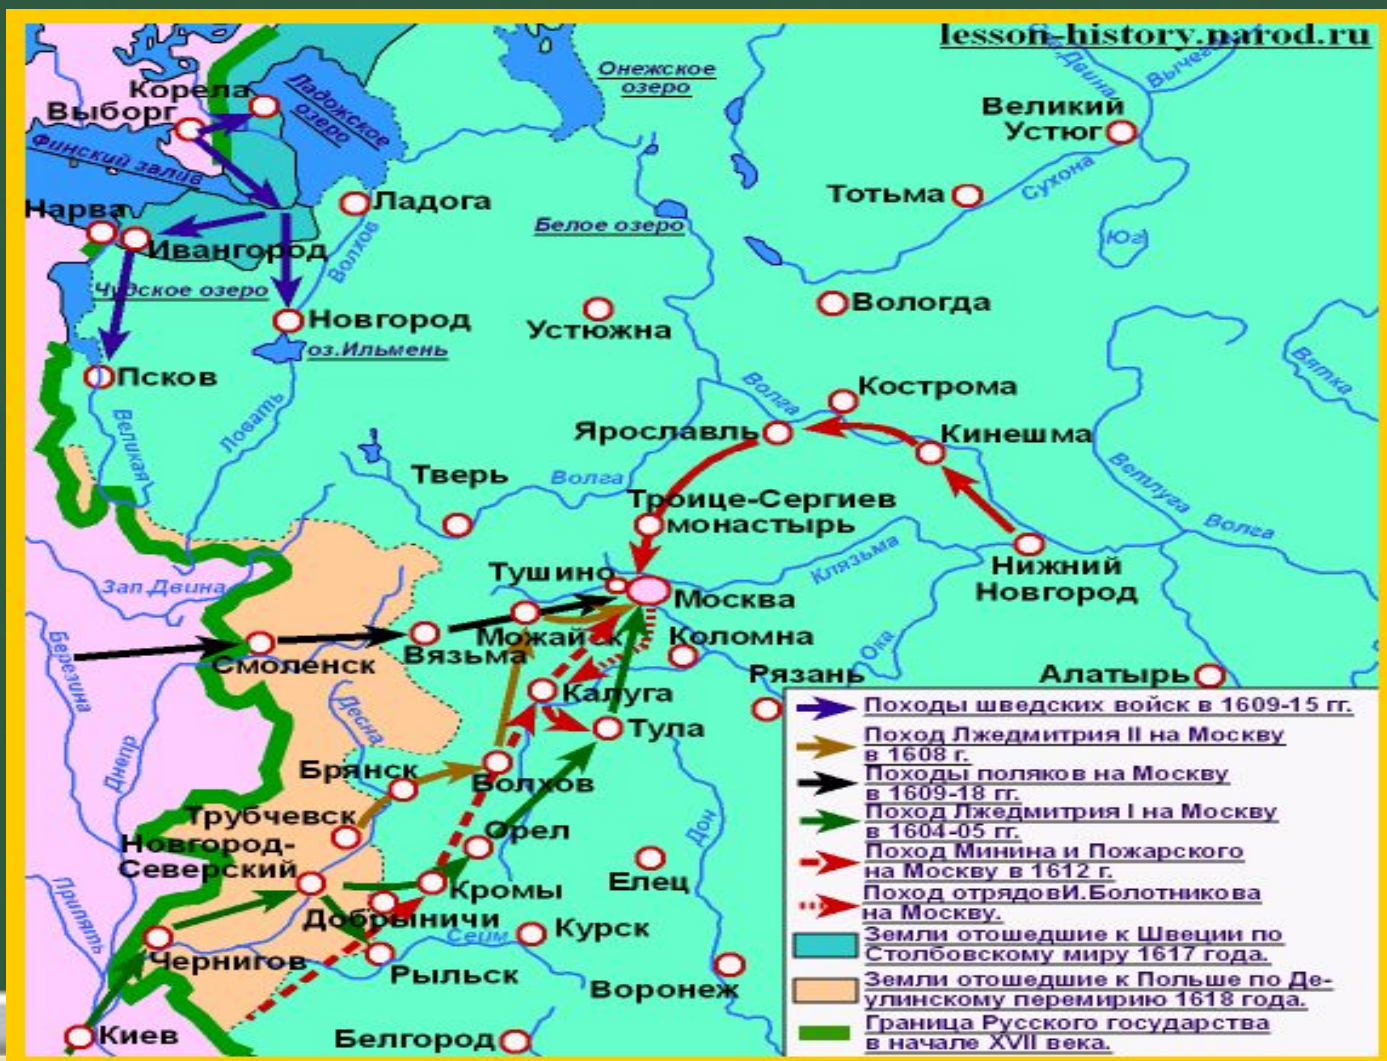 lesson-history.narod.ru
Онежское
озеро
Вычегда
Корела
Ладожское
озеро
Великий
Устюг
Выборг
Финский залив
Сухона
Тотьма
Ладога
Нарва
Белое озеро
Юг
Ивангород
Волхов
Чудское озеро
Вологда
Новгород
Устюжна
оз.Ильмень
Вятка
Псков
Кострома
Волга
Великая
Ловать
Ярославль
Кинешма
Тверь
Волга
Ветлуга
Волга
Троице-Сергиев
монастырь
Клязьма
Нижний
Новгород
Тушино
Зап.Двина
Москва
Можайск
Коломна
Березина
Смоленск
Вязьма
Ока
Рязань
Алатырь
Калуга
Десна
Тула
Днепр
Брянск
Болхов
Трубчевск
Орел
Дон
Новгород-
Северский
Елец
Кромы
Припять
Добрыничи
Сейм
Курск
Чернигов
Рыльск
Воронеж
Киев
Белгород
Походы шведских войск в 1609-15 гг.
Поход Лжедмитрия II на Москву
в 1608 г.
Походы поляков на Москву
в 1609-18 гг.
Поход Лжедмитрия I на Москву
в 1604-05 гг.
Поход Минина и Пожарского
на Москву в 1612 г.
Поход отрядовИ.Болотникова
на Москву.
Земли отошедшие к Швеции по
Столбовскому миру 1617 года.
Земли отошедшие к Польше по Де-
улинскому перемирию 1618 года.
Граница Русского государства
в начале XVII века.